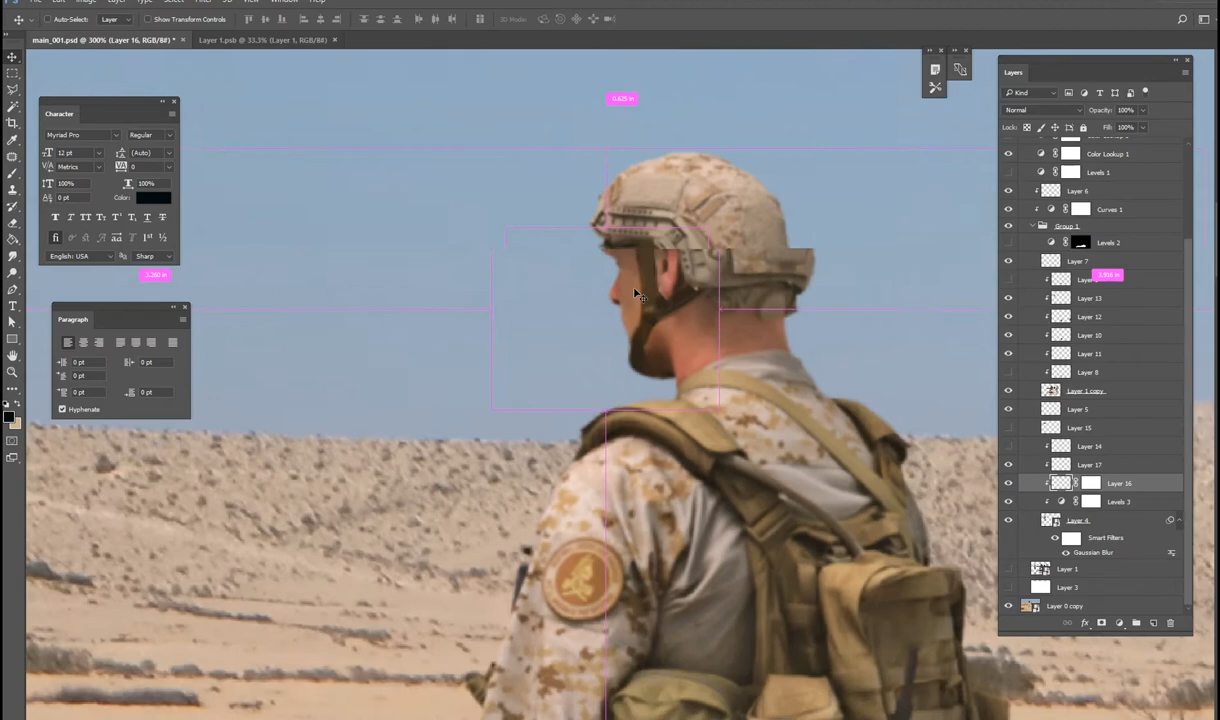 Auto-Select: Layer Show Transform Controls 3D Mode:
main_001.psd @ 300% (Layer 16, RGB/8#) * × Layer 1.psb @ 33.3% (Layer 1, RGB/8#) ×
0.625 in
Character
Myriad Pro Regular
12 pt (Auto)
Metrics 0
100% 100%
0 pt Color:
English: USA Sharp
3.260 in
Paragraph
0 pt 0 pt
0 pt
0 pt 0 pt
Hyphenate
Layers
Kind
Normal Opacity: 100%
Lock: Fill: 100%
Color Lookup 1
Levels 1
Layer 6
Curves 1
Group 1
Levels 2
Layer 7
3.916 in
Layer 13
Layer 12
Layer 10
Layer 11
Layer 8
Layer 1 copy
Layer 5
Layer 15
Layer 14
Layer 17
Layer 16
Levels 3
Layer 4
Smart Filters
Gaussian Blur
Layer 1
Layer 3
Layer 0 copy